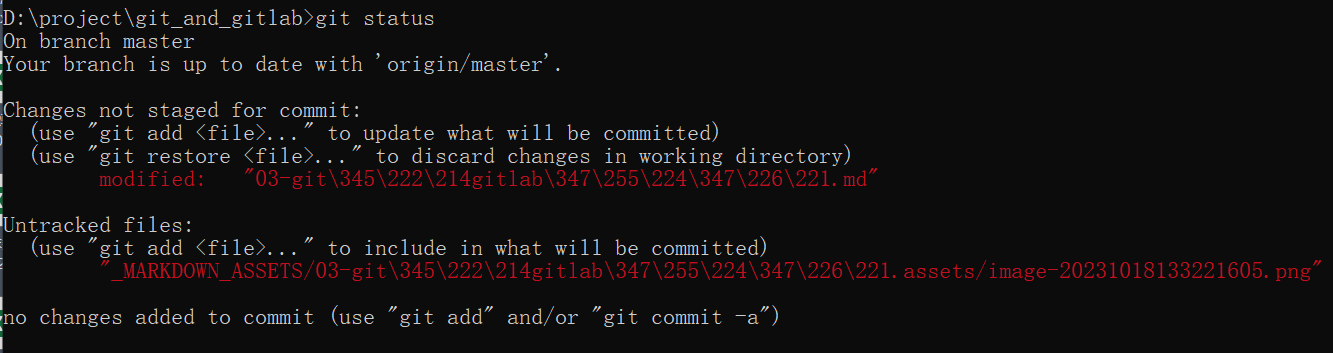 D:\project\git_and_gitlab>git status
On branch master
Your branch is up to date with 'origin/master'.

Changes not staged for commit:
  (use "git add <file>..." to update what will be committed)
  (use "git restore <file>..." to discard changes in working directory)
        modified:   "03-git\345\222\214gitlab\347\255\224\347\226\221.md"

Untracked files:
  (use "git add <file>..." to include in what will be committed)
        "_MARKDOWN_ASSETS/03-git\345\222\214gitlab\347\255\224\347\226\221.assets/image-20231018133221605.png"

no changes added to commit (use "git add" and/or "git commit -a")